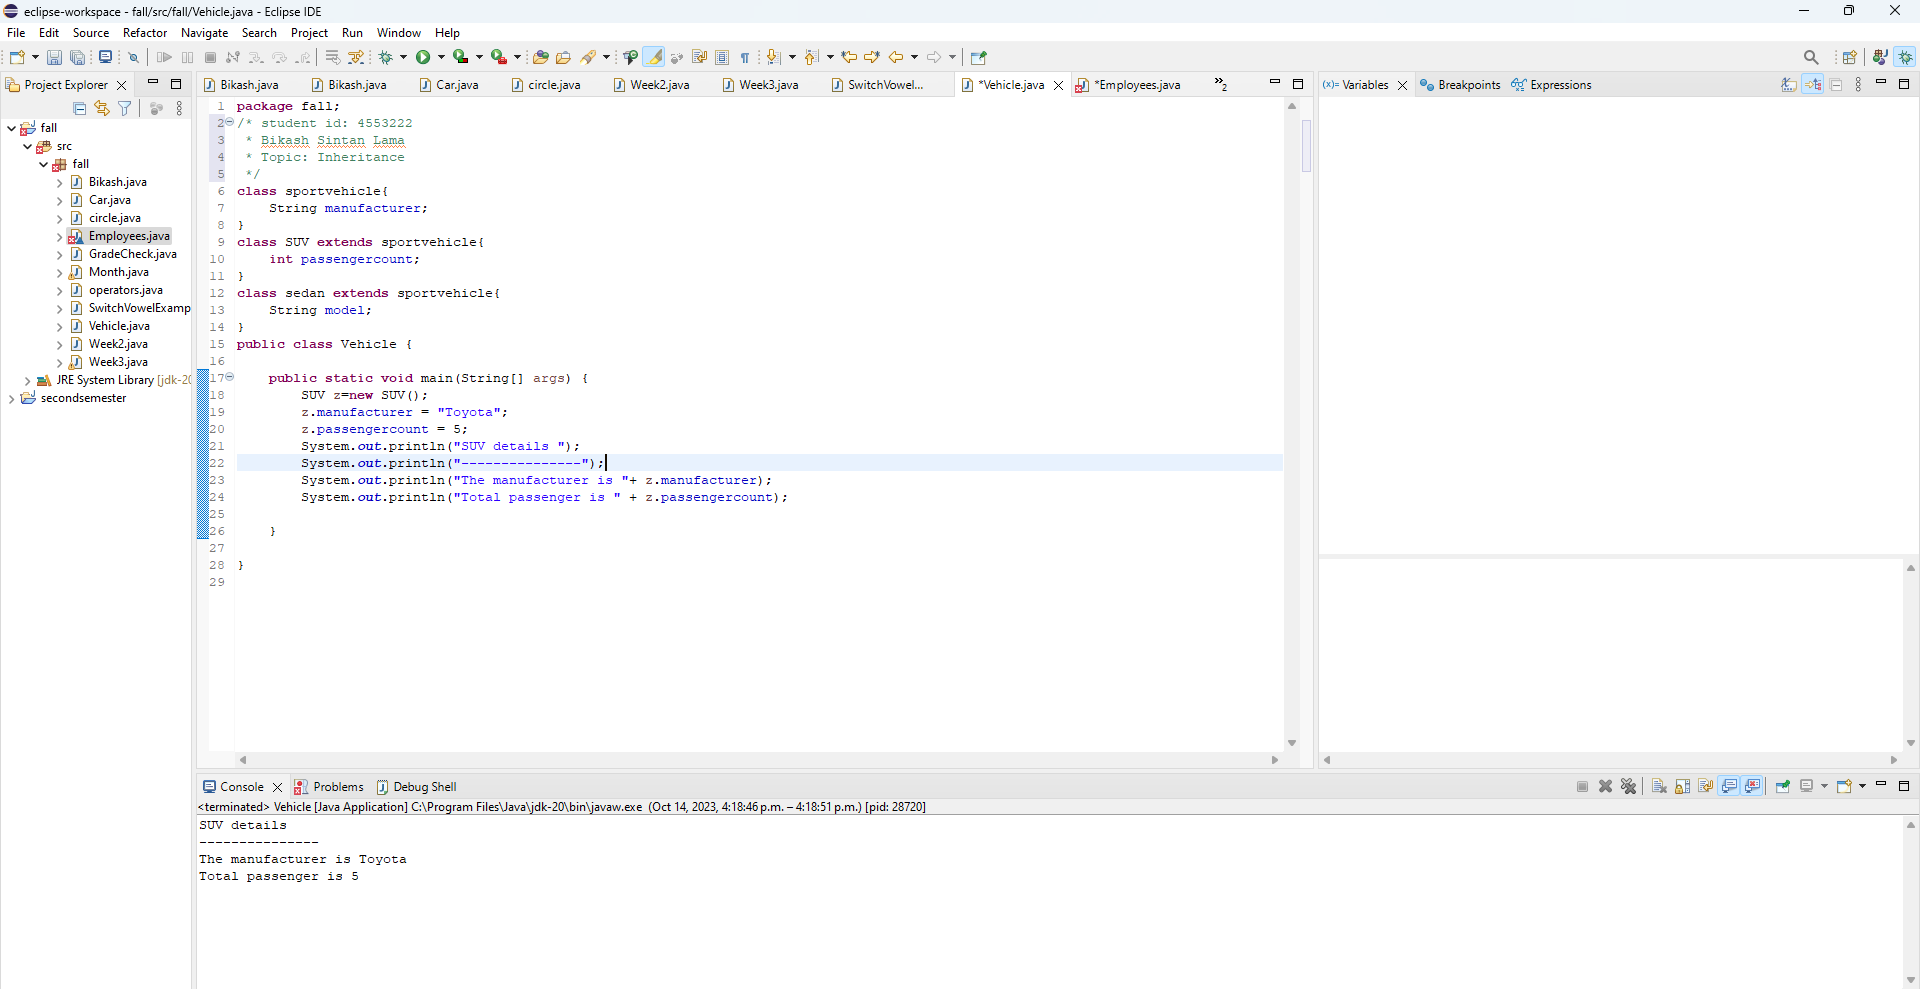 eclipse-workspace - fall/src/fall/Vehicle.java - Eclipse IDE
File Edit Source Refactor Navigate Search Project Run Window Help
Project Explorer
fall
src
fall
Bikash.java
Car.java
circle.java
Employees.java
GradeCheck.java
Month.java
operators.java
SwitchVowelExamp
Vehicle.java
Week2.java
Week3.java
JRE System Library [jdk-20
secondsemester
Bikash.java Bikash.java Car.java circle.java Week2.java Week3.java SwitchVowel... *Vehicle.java *Employees.java »2
1 package fall;
2 /* student id: 4553222
3 * Bikash Sintan Lama
4 * Topic: Inheritance
5 */
6 class sportvehicle{
7 String manufacturer;
8 }
9 class SUV extends sportvehicle{
10 int passengercount;
11 }
12 class sedan extends sportvehicle{
13 String model;
14 }
15 public class Vehicle {
16
17 public static void main(String[] args) {
18 SUV z=new SUV();
19 z.manufacturer = "Toyota";
20 z.passengercount = 5;
21 System.out.println("SUV details ");
22 System.out.println("---------------");
23 System.out.println("The manufacturer is "+ z.manufacturer);
24 System.out.println("Total passenger is " + z.passengercount);
25
26 }
27
28 }
29
(x)= Variables Breakpoints Expressions
Console Problems Debug Shell
<terminated> Vehicle [Java Application] C:\Program Files\Java\jdk-20\bin\javaw.exe (Oct 14, 2023, 4:18:46 p.m. – 4:18:51 p.m.) [pid: 28720]
SUV details
---------------
The manufacturer is Toyota
Total passenger is 5